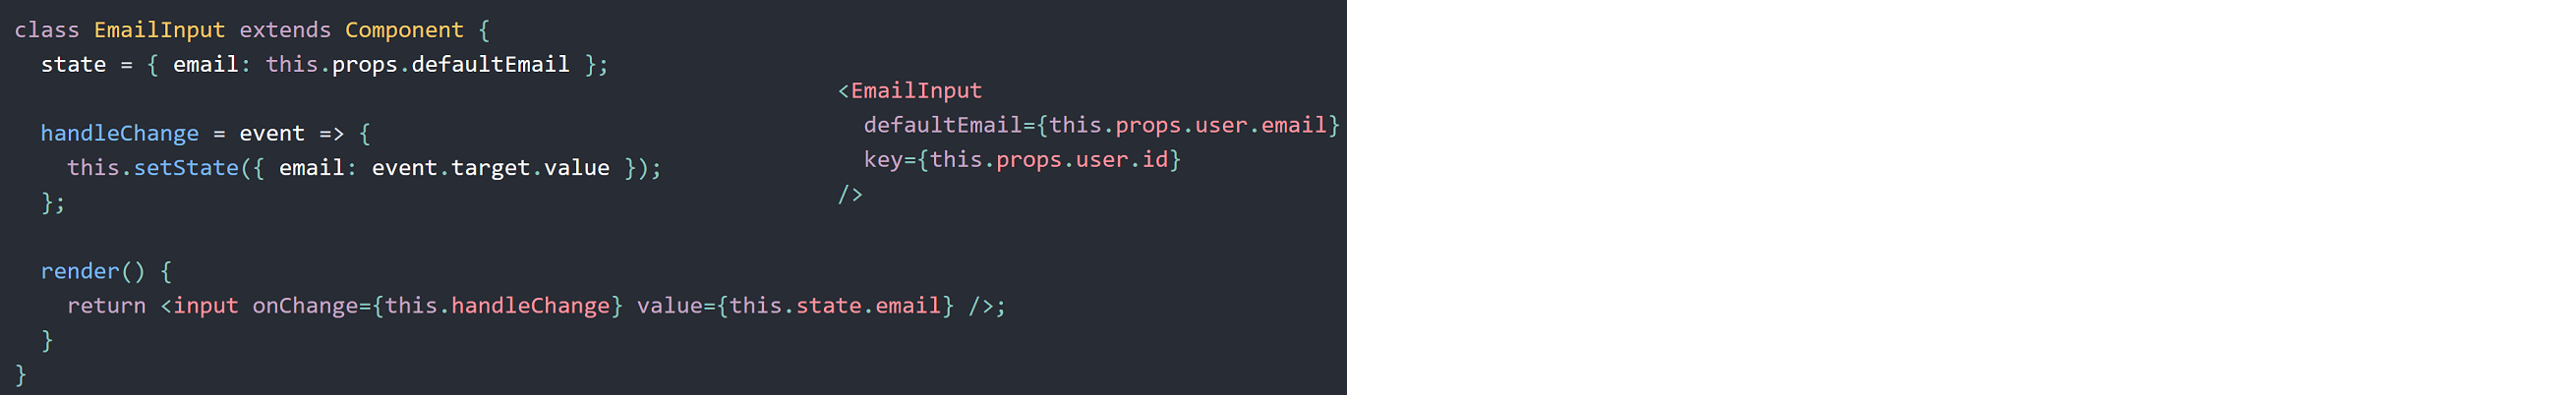 class EmailInput extends Component {
  state = { email: this.props.defaultEmail };

  handleChange = event => {
    this.setState({ email: event.target.value });
  };

  render() {
    return <input onChange={this.handleChange} value={this.state.email} />;
  }
}
<EmailInput
  defaultEmail={this.props.user.email}
  key={this.props.user.id}
/>